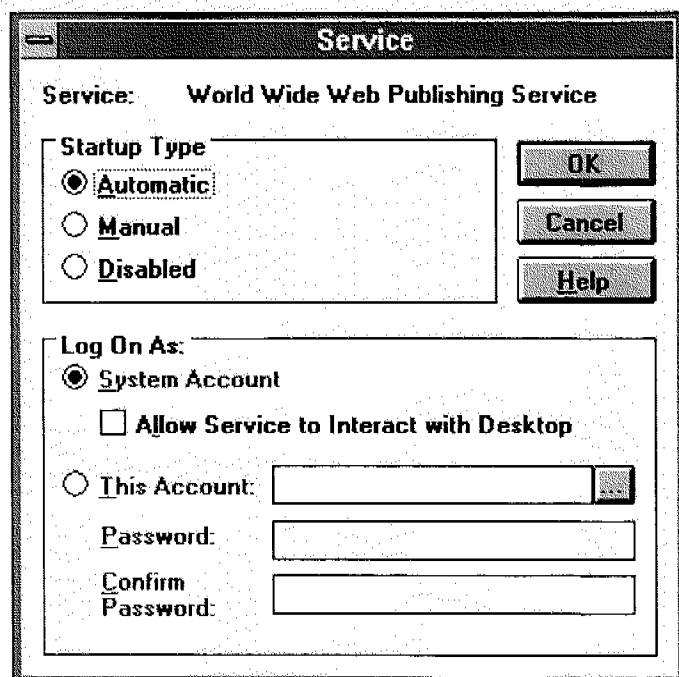 Service
Service: World Wide Web Publishing Service
Startup Type
Automatic
Manual
Disabled
OK
Cancel
Help
Log On As:
System Account
Allow Service to Interact with Desktop
This Account: ...
Password:
Confirm
Password: